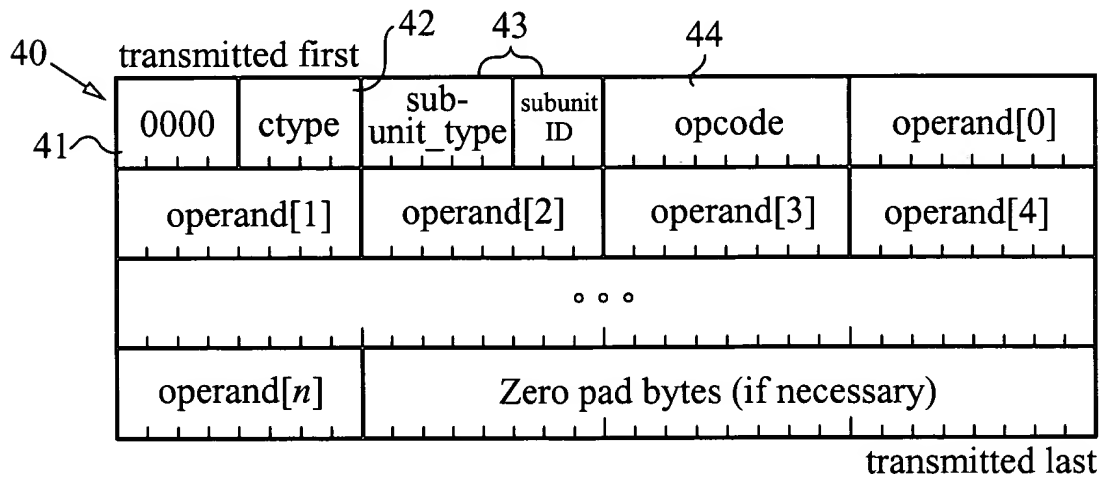 40
transmitted first
42
43
44
41
0000
ctype
sub-
unit_type
subunit
ID
opcode
operand[0]
operand[1]
operand[2]
operand[3]
operand[4]
operand[n]
Zero pad bytes (if necessary)
transmitted last